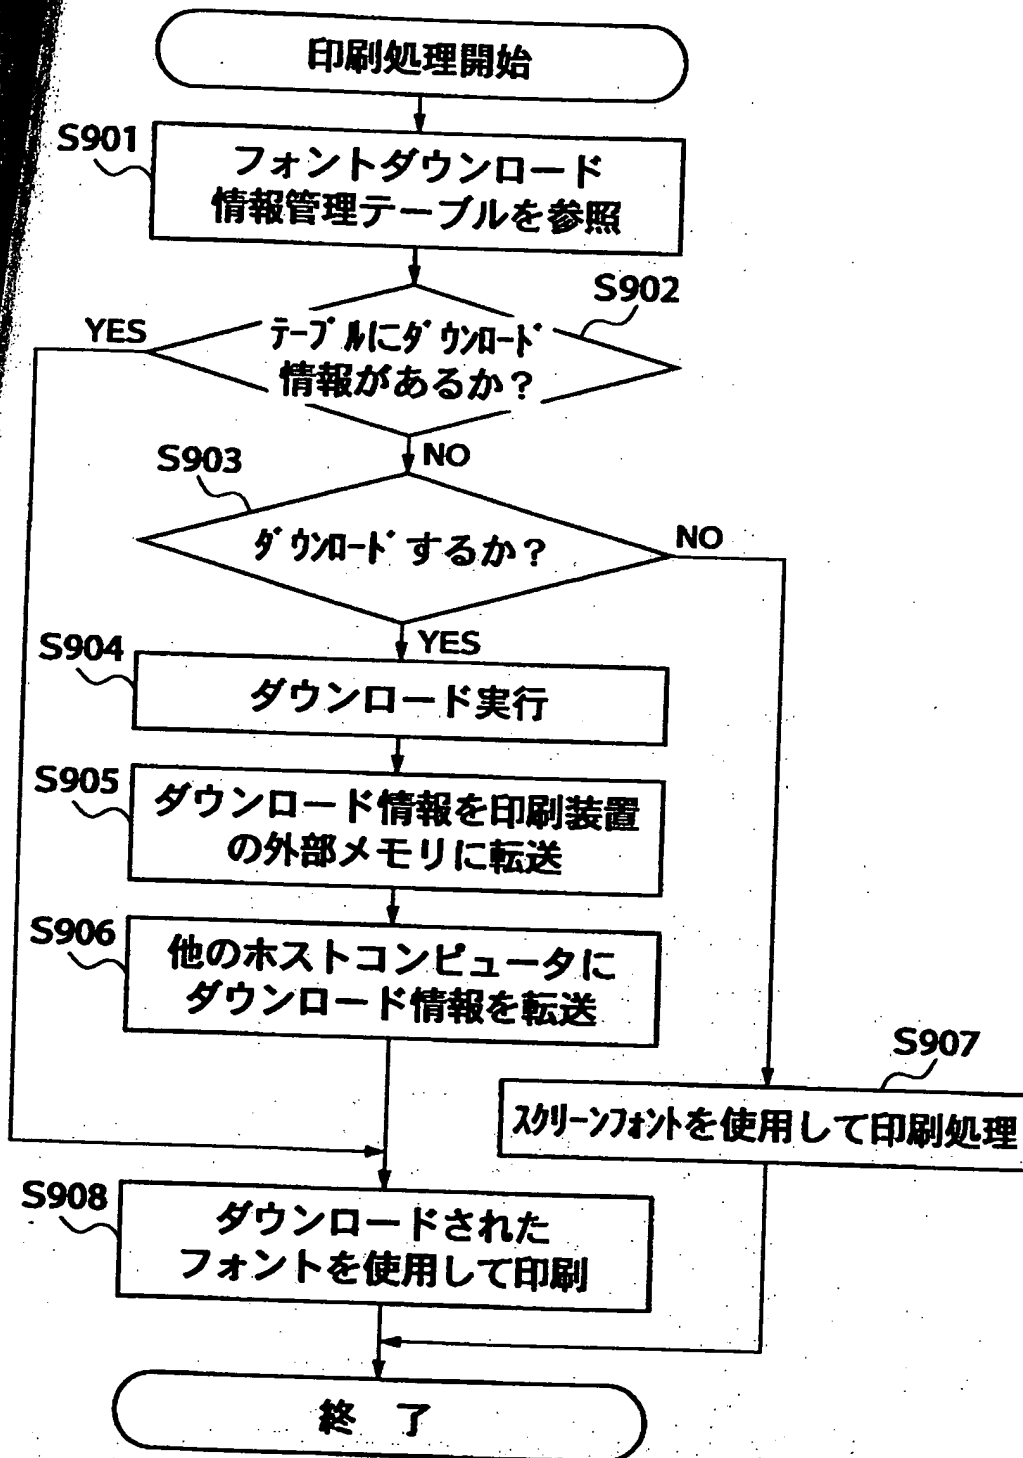 印刷処理開始
S901
フォントダウンロード
情報管理テーブルを参照
S902
YES
テーブルにダウンロード
情報があるか？
NO
S903
ダウンロードするか？
NO
YES
S904
ダウンロード実行
S905
ダウンロード情報を印刷装置
の外部メモリに転送
S906
他のホストコンピュータに
ダウンロード情報を転送
S907
スクリーンフォントを使用して印刷処理
S908
ダウンロードされた
フォントを使用して印刷
終 了